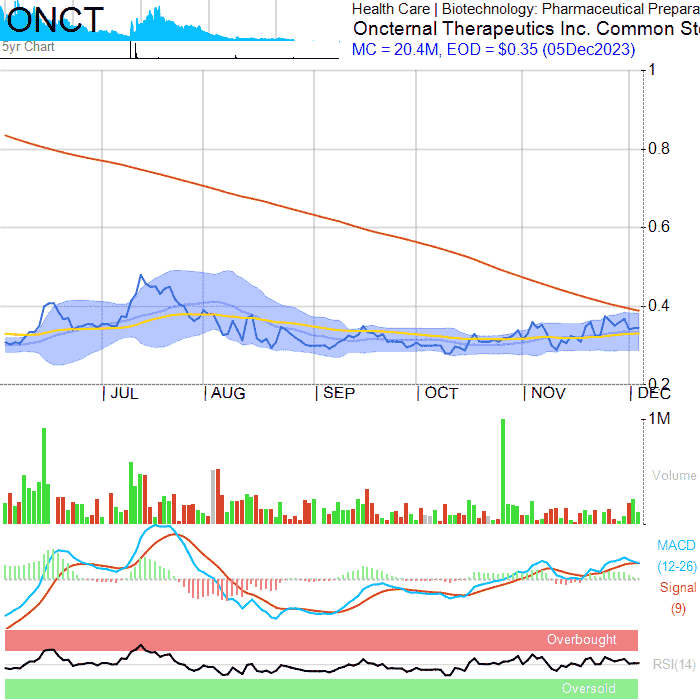 ONCT
5yr Chart
Health Care | Biotechnology: Pharmaceutical Prepara
Oncternal Therapeutics Inc. Common St
MC = 20.4M, EOD = $0.35 (05Dec2023)
1
0.8
0.6
0.4
0.2
JUL
AUG
SEP
OCT
NOV
DEC
1M
Volume
MACD
(12-26)
Signal
(9)
Overbought
RSI(14)
Oversold